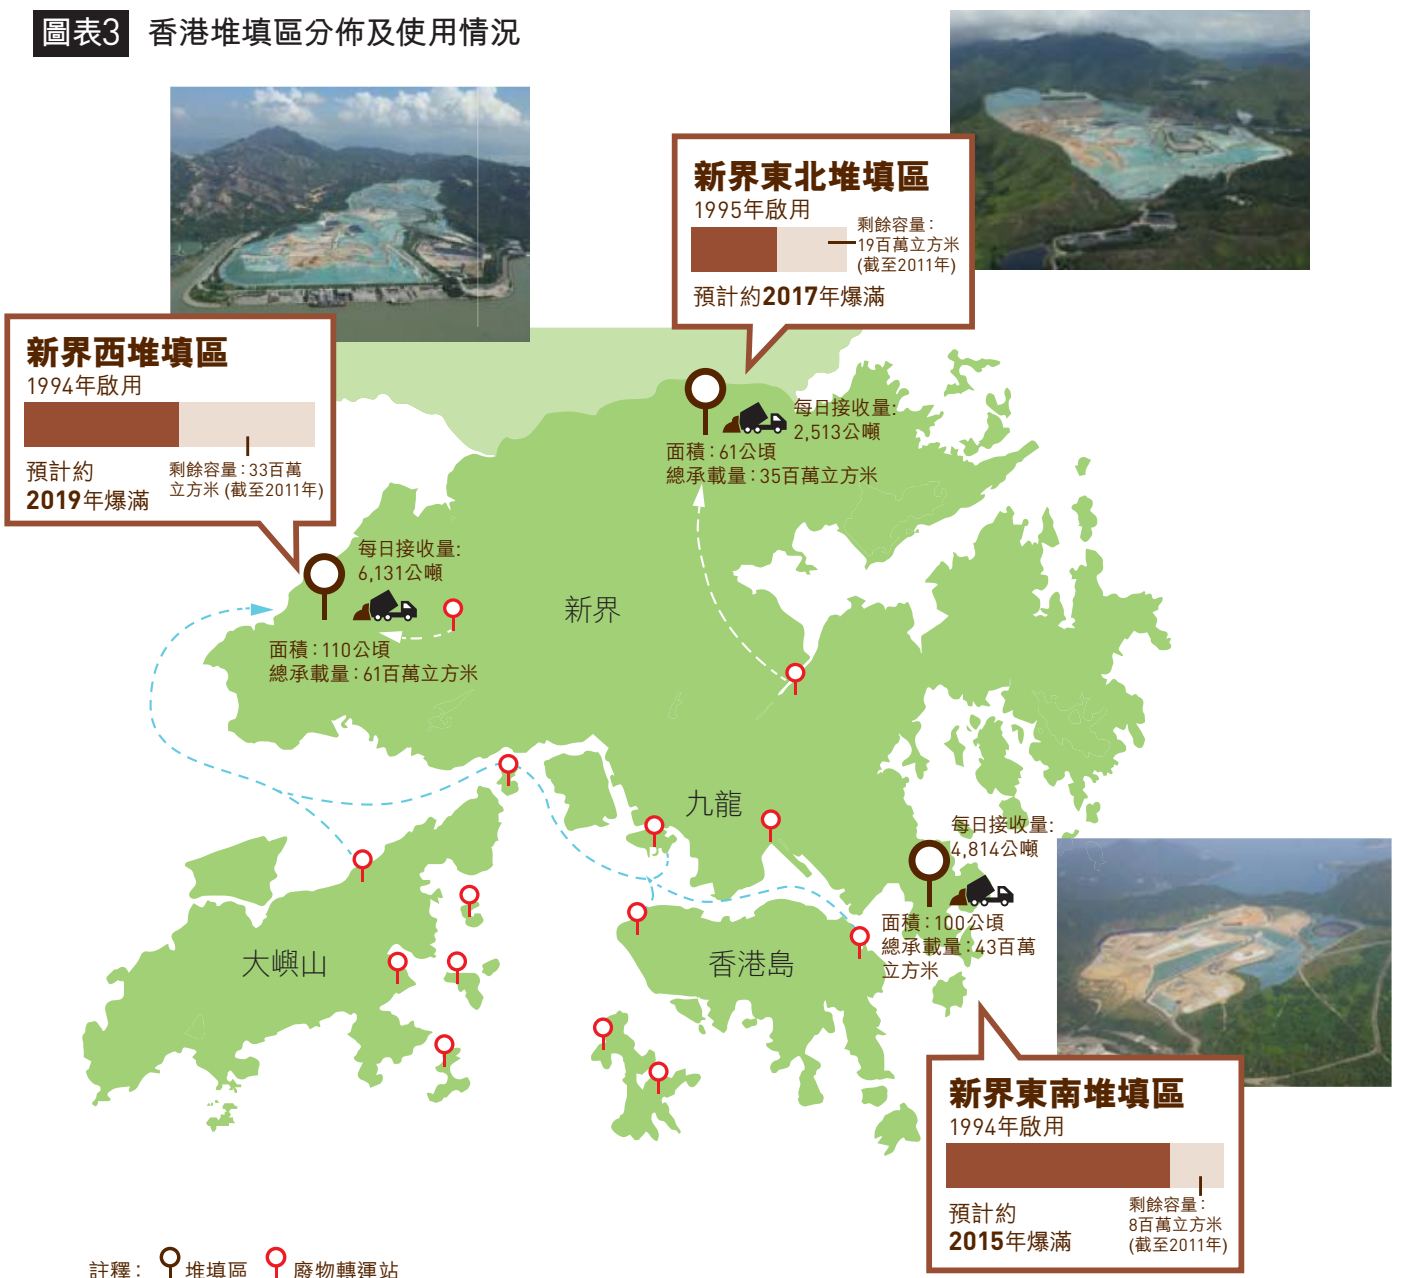 圖表3 香港堆填區分佈及使用情況
新界東北堆填區
1995年啟用
剩餘容量：
19百萬立方米
(截至2011年)
預計約2017年爆滿
新界西堆填區
1994年啟用
預計約
2019年爆滿
剩餘容量：33百萬
立方米 (截至2011年)
每日接收量:
2,513公噸
面積：61公頃
總承載量：35百萬立方米
每日接收量:
6,131公噸
面積：110公頃
總承載量：61百萬立方米
新界
九龍
每日接收量:
4,814公噸
面積：100公頃
總承載量：43百萬
立方米
大嶼山
香港島
新界東南堆填區
1994年啟用
預計約
2015年爆滿
剩餘容量：
8百萬立方米
(截至2011年)
註釋： 堆填區 廢物轉運站